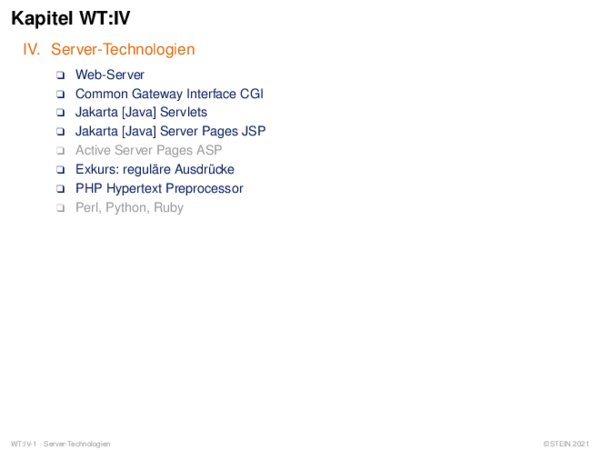 Kapitel WT:IV
IV. Server-Technologien
❑ Web-Server
❑ Common Gateway Interface CGI
❑ Jakarta [Java] Servlets
❑ Jakarta [Java] Server Pages JSP
❑ Active Server Pages ASP
❑ Exkurs: reguläre Ausdrücke
❑ PHP Hypertext Preprocessor
❑ Perl, Python, Ruby
WT:IV-1 Server-Technologien ©STEIN 2021